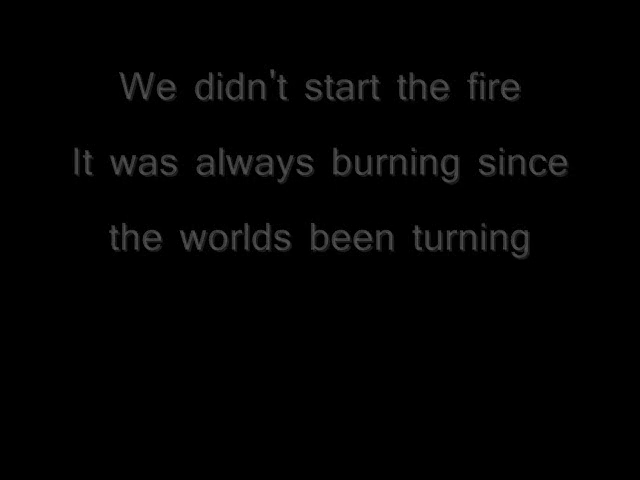 We didn't start the fire
It was always burning since
the worlds been turning